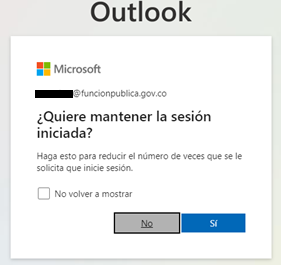 Outlook
Microsoft
@funcionpublica.gov.co
¿Quiere mantener la sesión
iniciada?
Haga esto para reducir el número de veces que se le
solicita que inicie sesión.
No volver a mostrar
No
Sí